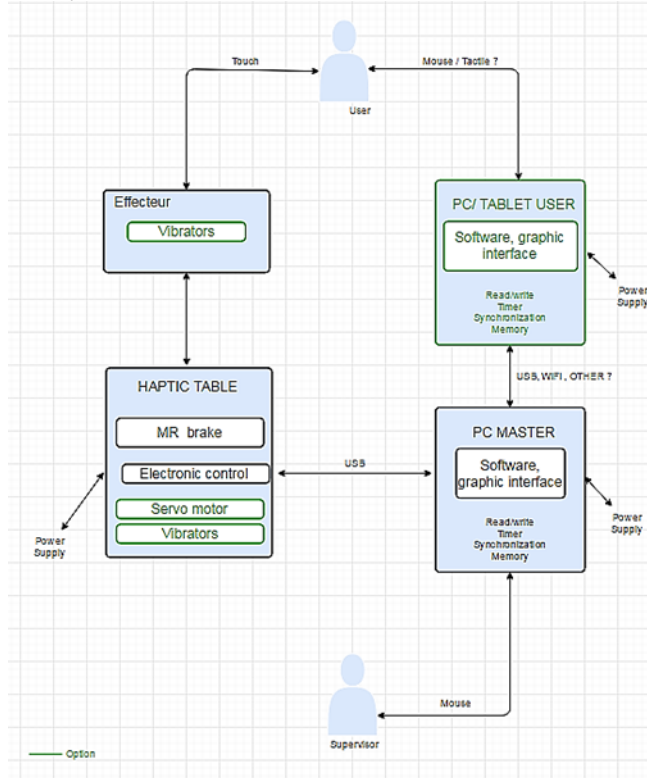 Touch
Mouse / Tactile ?
User
Effecteur
Vibrators
PC/ TABLET USER
Software, graphic
interface
Read/write
Timer
Synchronization
Memory
Power
Supply
USB, WIFI , OTHER ?
HAPTIC TABLE
MR brake
Electronic control
Servo motor
Vibrators
Power
Supply
USB
PC MASTER
Software,
graphic interface
Read/write
Timer
Synchronization
Memory
Power
Supply
Mouse
Supervisor
Option